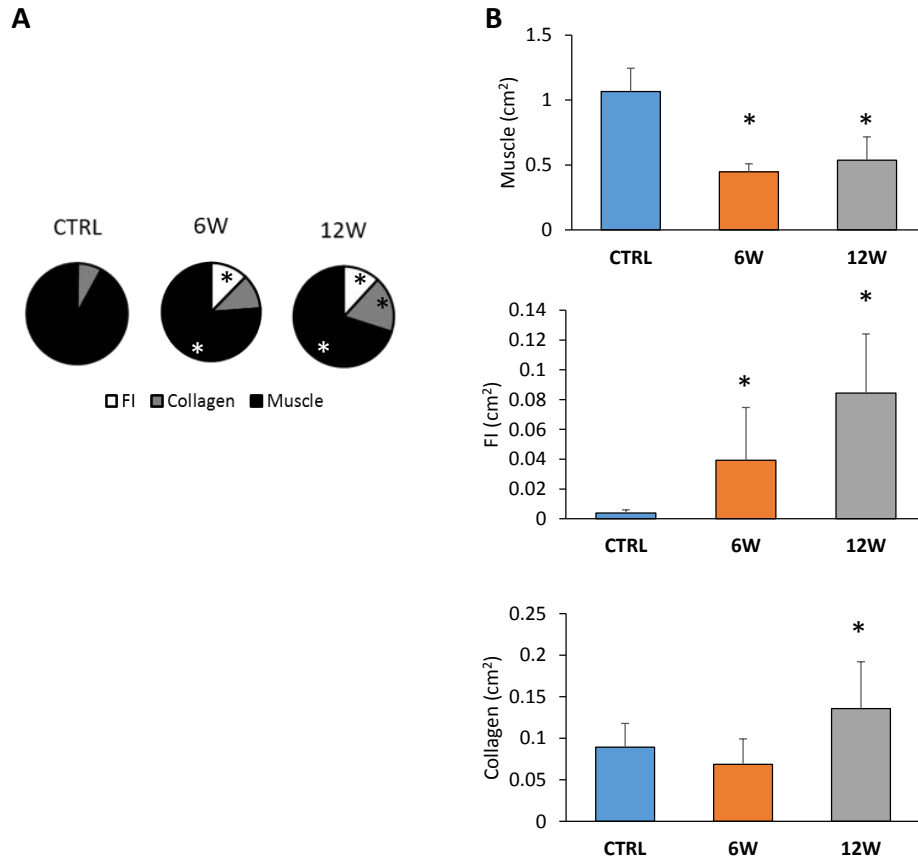 A
CTRL
6W
12W
*
*
*
*
*
FI
Collagen
Muscle
B
Muscle (cm²)
1.5
1
0.5
0
*
*
CTRL
6W
12W
FI (cm²)
0.14
0.12
0.1
0.08
0.06
0.04
0.02
0
*
*
CTRL
6W
12W
Collagen (cm²)
0.25
0.2
0.15
0.1
0.05
0
*
CTRL
6W
12W